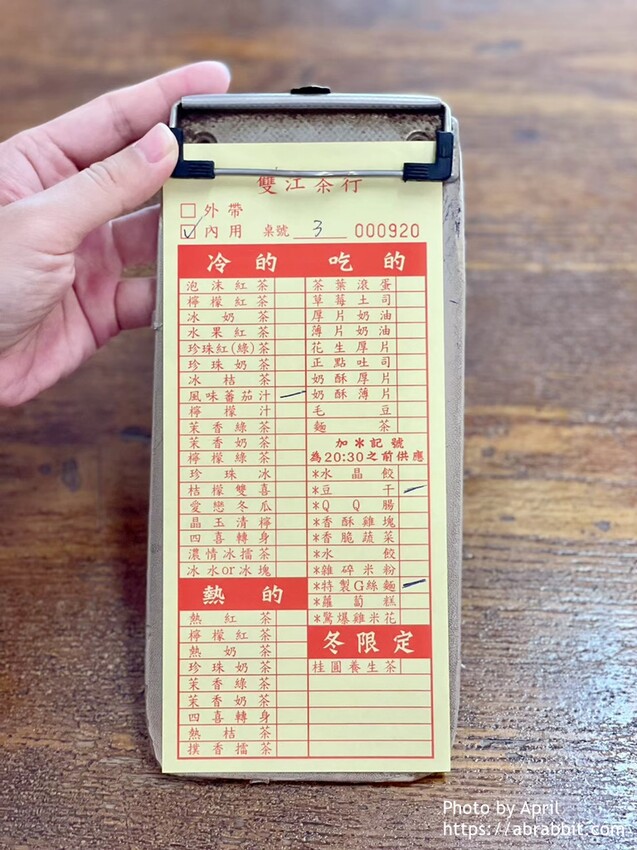 雙江茶行
外帶
內用 桌號 3 000920
冷的
泡沫紅茶
檸檬紅茶
冰奶茶
水果紅茶
珍珠紅(綠)茶
珍珠奶茶
冰桔茶
風味蕃茄汁
檸檬汁
茉香綠茶
茉香奶茶
檸檬綠茶
珍珠冰
桔檬雙喜
愛戀冬瓜
晶玉清檸
四喜轉身
濃情冰擂茶
冰水or冰塊
熱的
熱紅茶
檸檬紅茶
熱奶茶
珍珠奶茶
茉香綠茶
茉香奶茶
四喜轉身
熱桔茶
撲香擂茶
吃的
茶葉滾蛋
草莓土司
厚片奶油
薄片奶油
花生厚片
正點吐司
奶酥厚片
奶酥薄片
毛豆
麵茶
加*記號
為20:30之前供應
*水晶餃
*豆干
*QQ腸
*香酥雞塊
*香脆蔬菜
*水餃
*雜碎米粉
*特製G絲麵
*蘿蔔糕
*驚爆雞米花
冬限定
桂圓養生茶
Photo by April
https://abrabbit.com